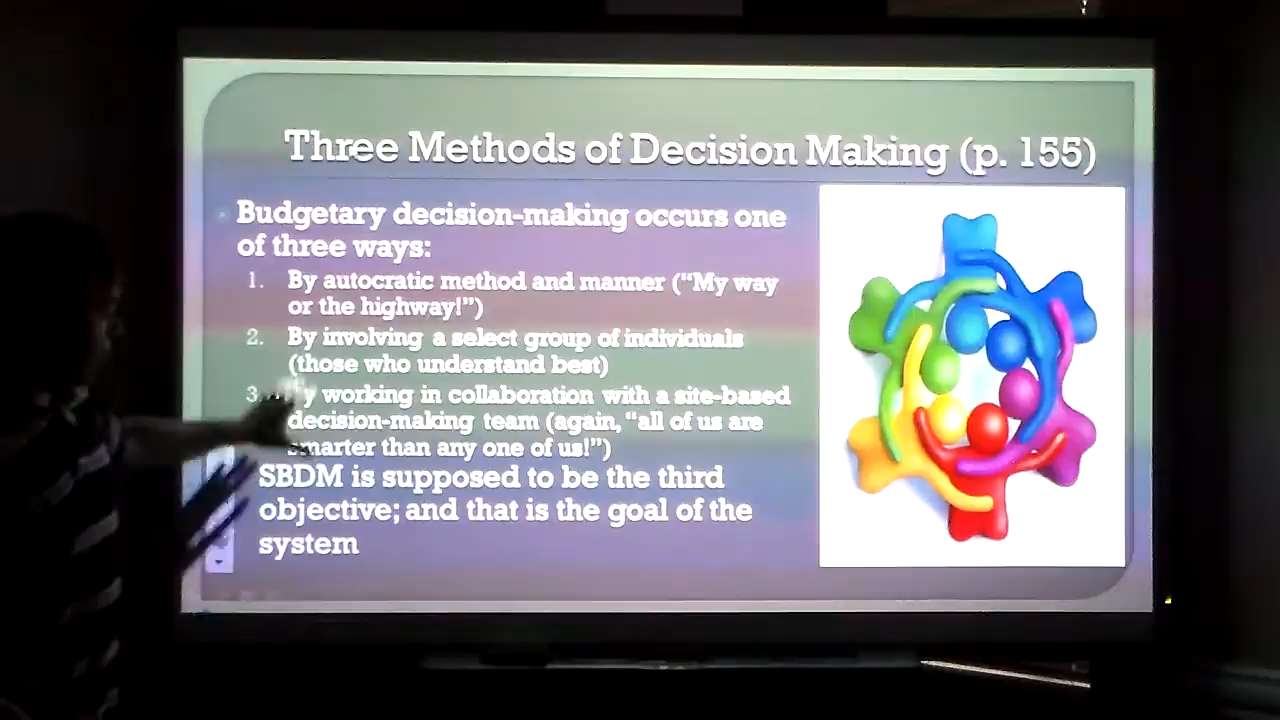 Three Methods of Decision Making (p. 155)
Budgetary decision-making occurs one
of three ways:
1. By autocratic method and manner ("My way
or the highway!")
2. By involving a select group of individuals
(those who understand best)
3. By working in collaboration with a site-based
decision-making team (again, "all of us are
smarter than any one of us!")
SBDM is supposed to be the third
objective; and that is the goal of the
system